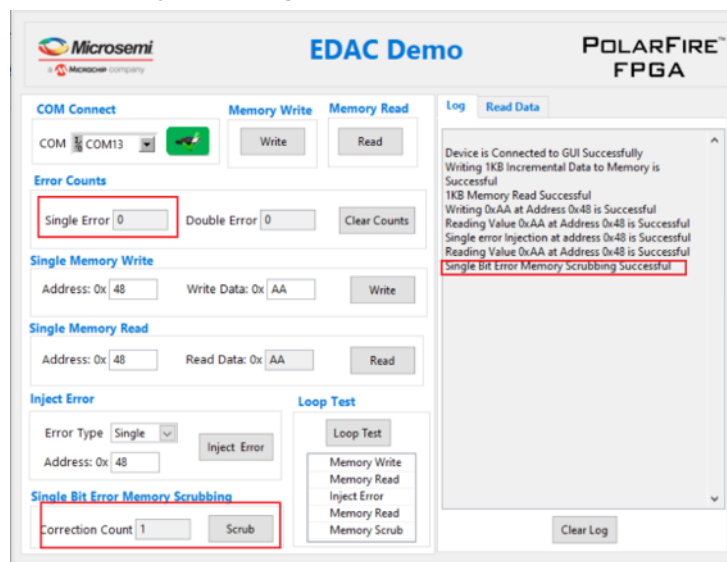 Microsemi
a MICROCHIP company
EDAC Demo
POLARFIRE™
FPGA
COM Connect
COM COM13
Memory Write
Write
Memory Read
Read
Error Counts
Single Error 0
Double Error 0
Clear Counts
Single Memory Write
Address: 0x 48
Write Data: 0x AA
Write
Single Memory Read
Address: 0x 48
Read Data: 0x AA
Read
Inject Error
Error Type Single
Address: 0x 48
Inject Error
Single Bit Error Memory Scrubbing
Correction Count 1
Scrub
Loop Test
Loop Test
Memory Write
Memory Read
Inject Error
Memory Read
Memory Scrub
Log
Read Data
Device is Connected to GUI Successfully
Writing 1KB Incremental Data to Memory is
Successful
1KB Memory Read Successful
Writing 0xAA at Address 0x48 is Successful
Reading Value 0xAA at Address 0x48 is Successful
Single error Injection at address 0x48 is Successful
Reading Value 0xAA at Address 0x48 is Successful
Single Bit Error Memory Scrubbing Successful
Clear Log